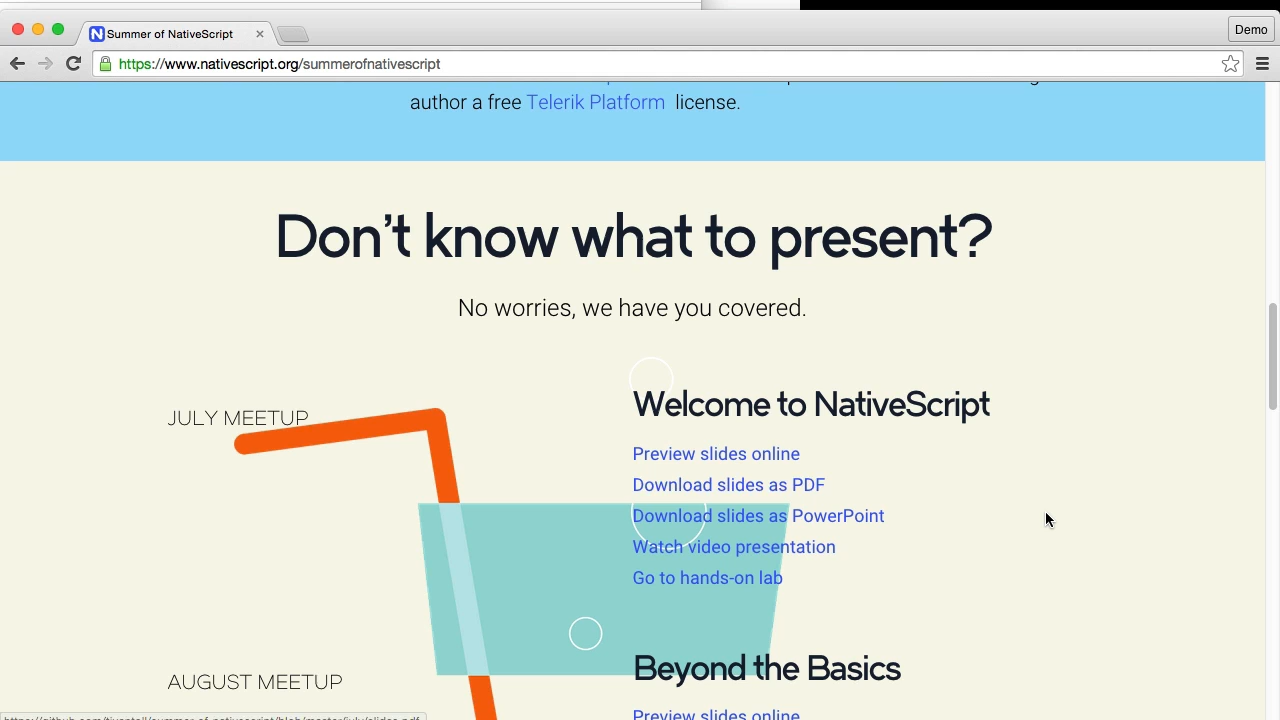 Summer of NativeScript
Demo
https://www.nativescript.org/summerofnativescript
author a free Telerik Platform license.
Don't know what to present?
No worries, we have you covered.
JULY MEETUP
Welcome to NativeScript
Preview slides online
Download slides as PDF
Download slides as PowerPoint
Watch video presentation
Go to hands-on lab
AUGUST MEETUP
Beyond the Basics
Preview slides online